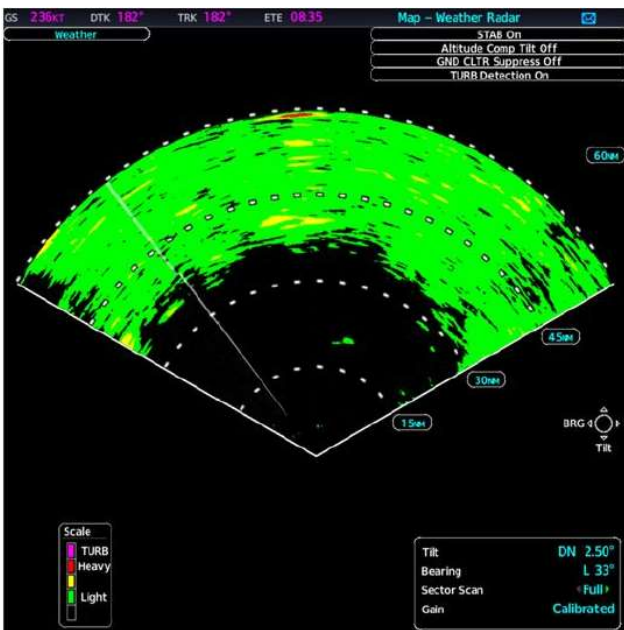 GS 236KT DTK 182° TRK 182° ETE 08:35 Map – Weather Radar
Weather
STAB On
Altitude Comp Tilt Off
GND CLTR Suppress Off
TURB Detection On
60NM
45NM
30NM
15NM
BRG
Tilt
Scale
TURB
Heavy
Light
Tilt DN 2.50°
Bearing L 33°
Sector Scan Full
Gain Calibrated